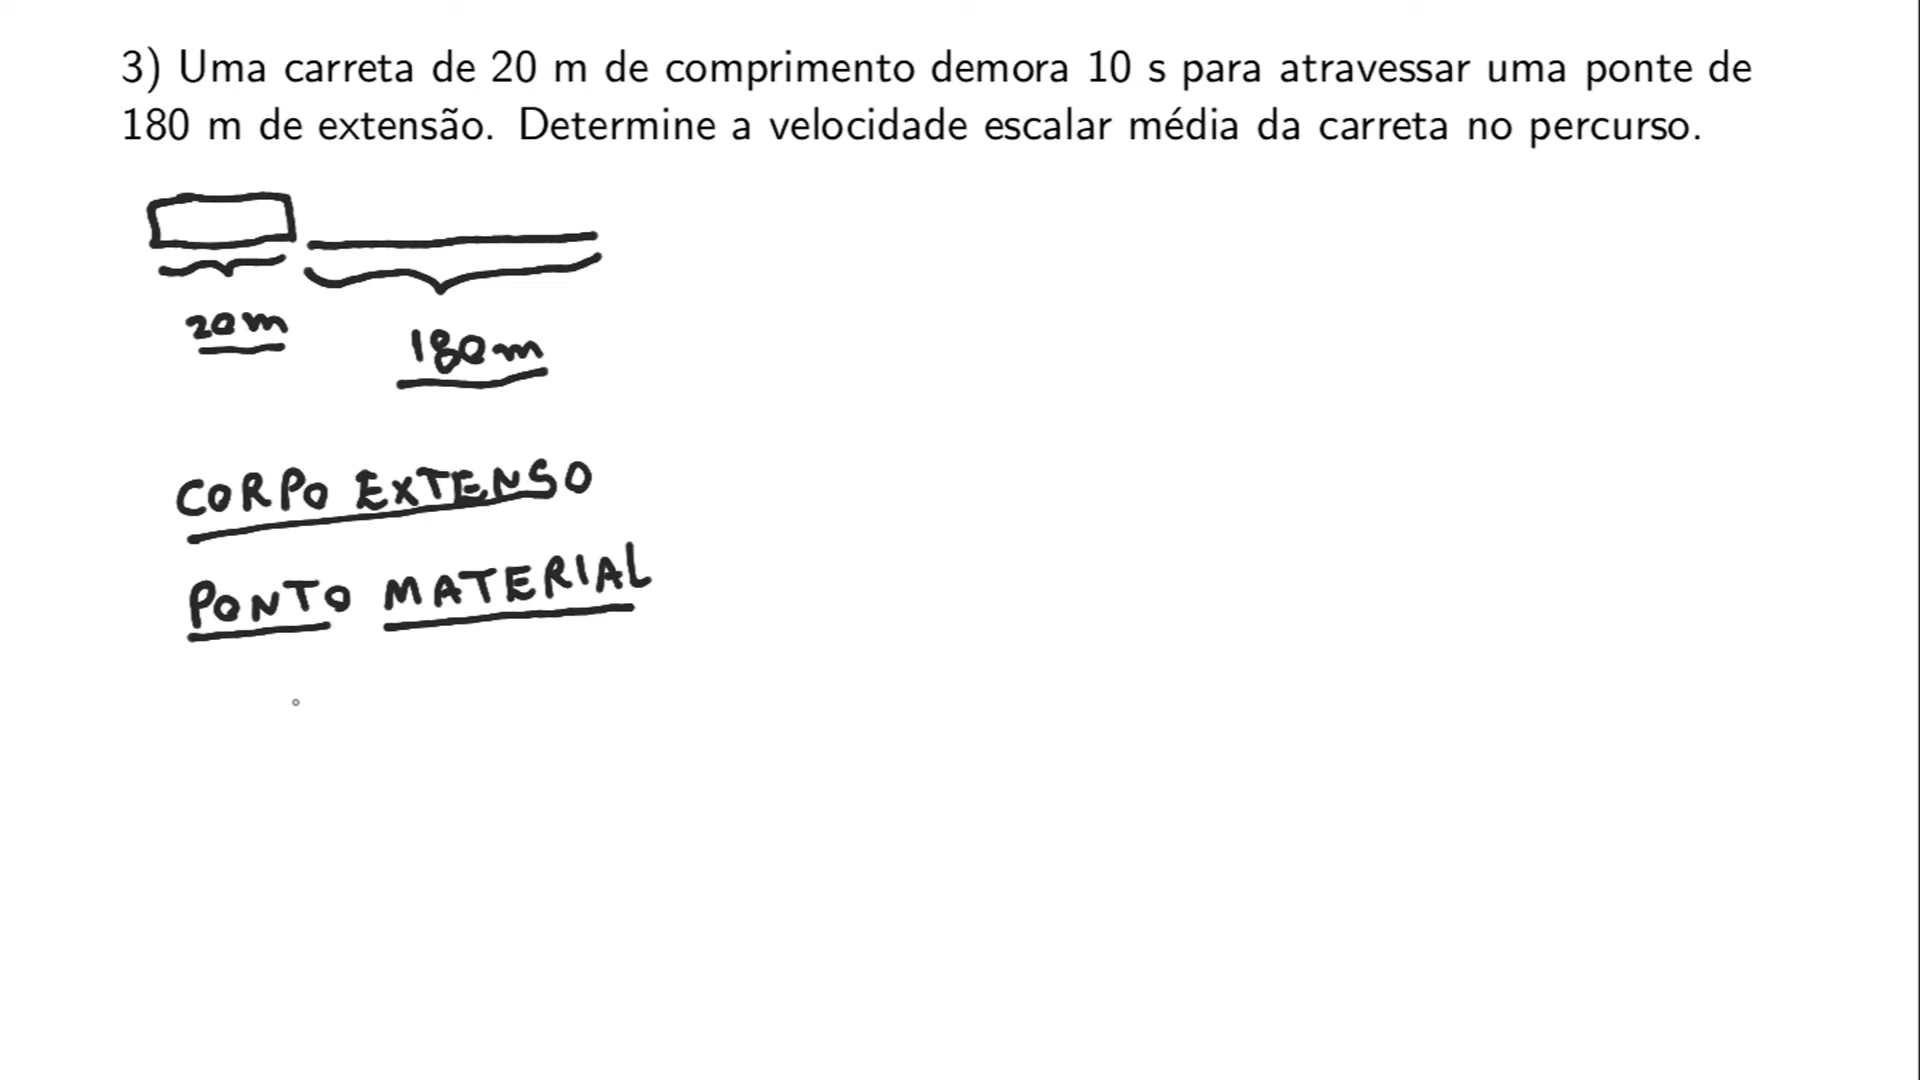 3) Uma carreta de 20 m de comprimento demora 10 s para atravessar uma ponte de
180 m de extensão. Determine a velocidade escalar média da carreta no percurso.
20m
180m
CORPO EXTENSO
PONTO MATERIAL